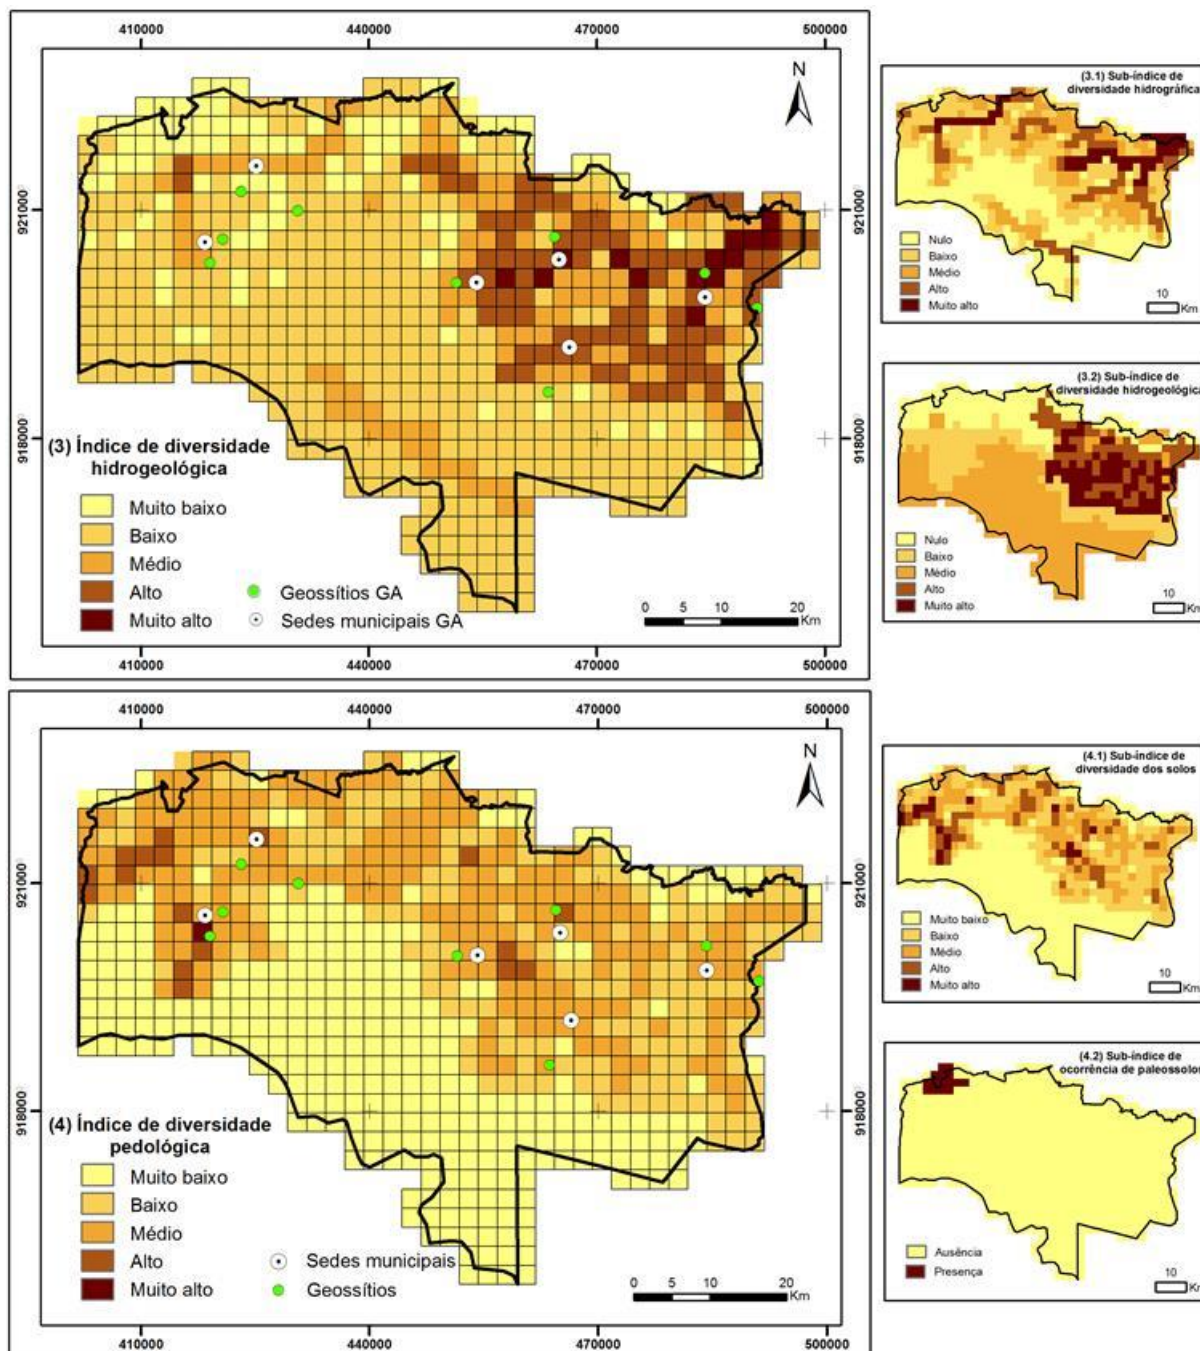 410000
440000
470000
500000
N
921000
921000
918000
918000
(3) Índice de diversidade
hidrogeológica
Muito baixo
Baixo
Médio
Alto
Muito alto
Geossítios GA
Sedes municipais GA
0 5 10 20
Km
410000
440000
470000
500000
(3.1) Sub-índice de
diversidade hidrográfica
Nulo
Baixo
Médio
Alto
Muito alto
10
Km
(3.2) Sub-índice de
diversidade hidrogeológica
Nulo
Baixo
Médio
Alto
Muito alto
10
Km
410000
440000
470000
500000
N
921000
921000
918000
918000
(4) Índice de diversidade
pedológica
Muito baixo
Baixo
Médio
Alto
Muito alto
Sedes municipais
Geossítios
0 5 10 20
Km
410000
440000
470000
500000
(4.1) Sub-índice de
diversidade dos solos
Muito baixo
Baixo
Médio
Alto
Muito alto
10
Km
(4.2) Sub-índice de
ocorrência de paleossolos
Ausência
Presença
10
Km